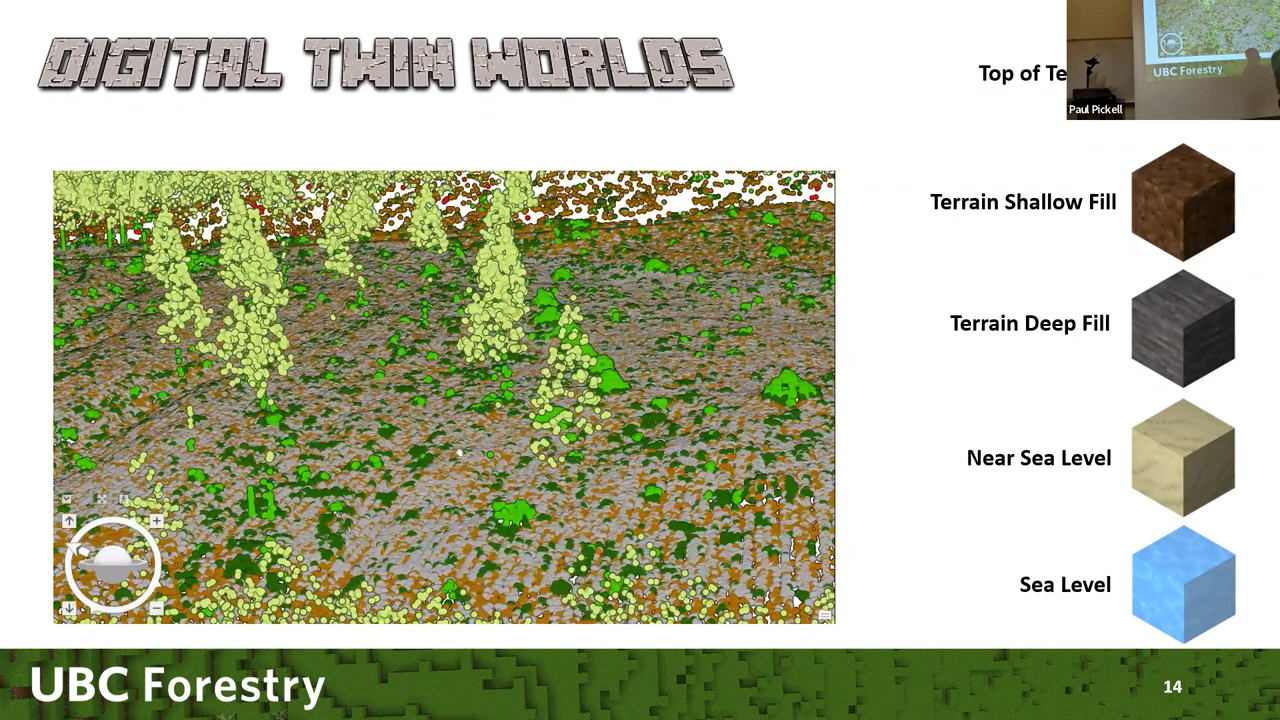 DIGITAL TWIN WORLDS
Top of Te
UBC Forestry
Paul Pickell
Terrain Shallow Fill
Terrain Deep Fill
Near Sea Level
Sea Level
UBC Forestry
14